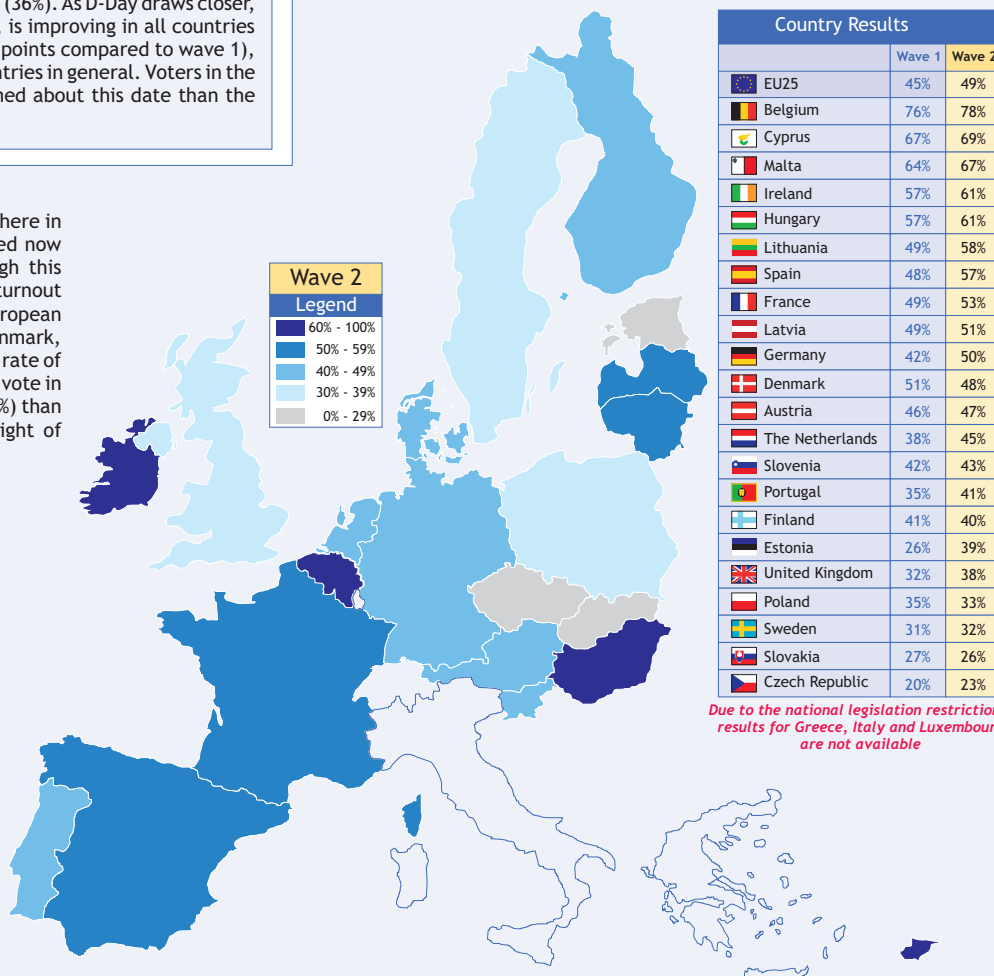 (36%). As D-Day draws closer,
is improving in all countries
points compared to wave 1),
ntries in general. Voters in the
ned about this date than the
here in
ed now
gh this
turnout
ropean
nmark,
rate of
vote in
%) than
ight of
Wave 2
Legend
60% - 100%
50% - 59%
40% - 49%
30% - 39%
0% - 29%
Country Results
Wave 1 Wave 2
EU25 45% 49%
Belgium 76% 78%
Cyprus 67% 69%
Malta 64% 67%
Ireland 57% 61%
Hungary 57% 61%
Lithuania 49% 58%
Spain 48% 57%
France 49% 53%
Latvia 49% 51%
Germany 42% 50%
Denmark 51% 48%
Austria 46% 47%
The Netherlands 38% 45%
Slovenia 42% 43%
Portugal 35% 41%
Finland 41% 40%
Estonia 26% 39%
United Kingdom 32% 38%
Poland 35% 33%
Sweden 31% 32%
Slovakia 27% 26%
Czech Republic 20% 23%
Due to the national legislation restriction
results for Greece, Italy and Luxembour
are not available